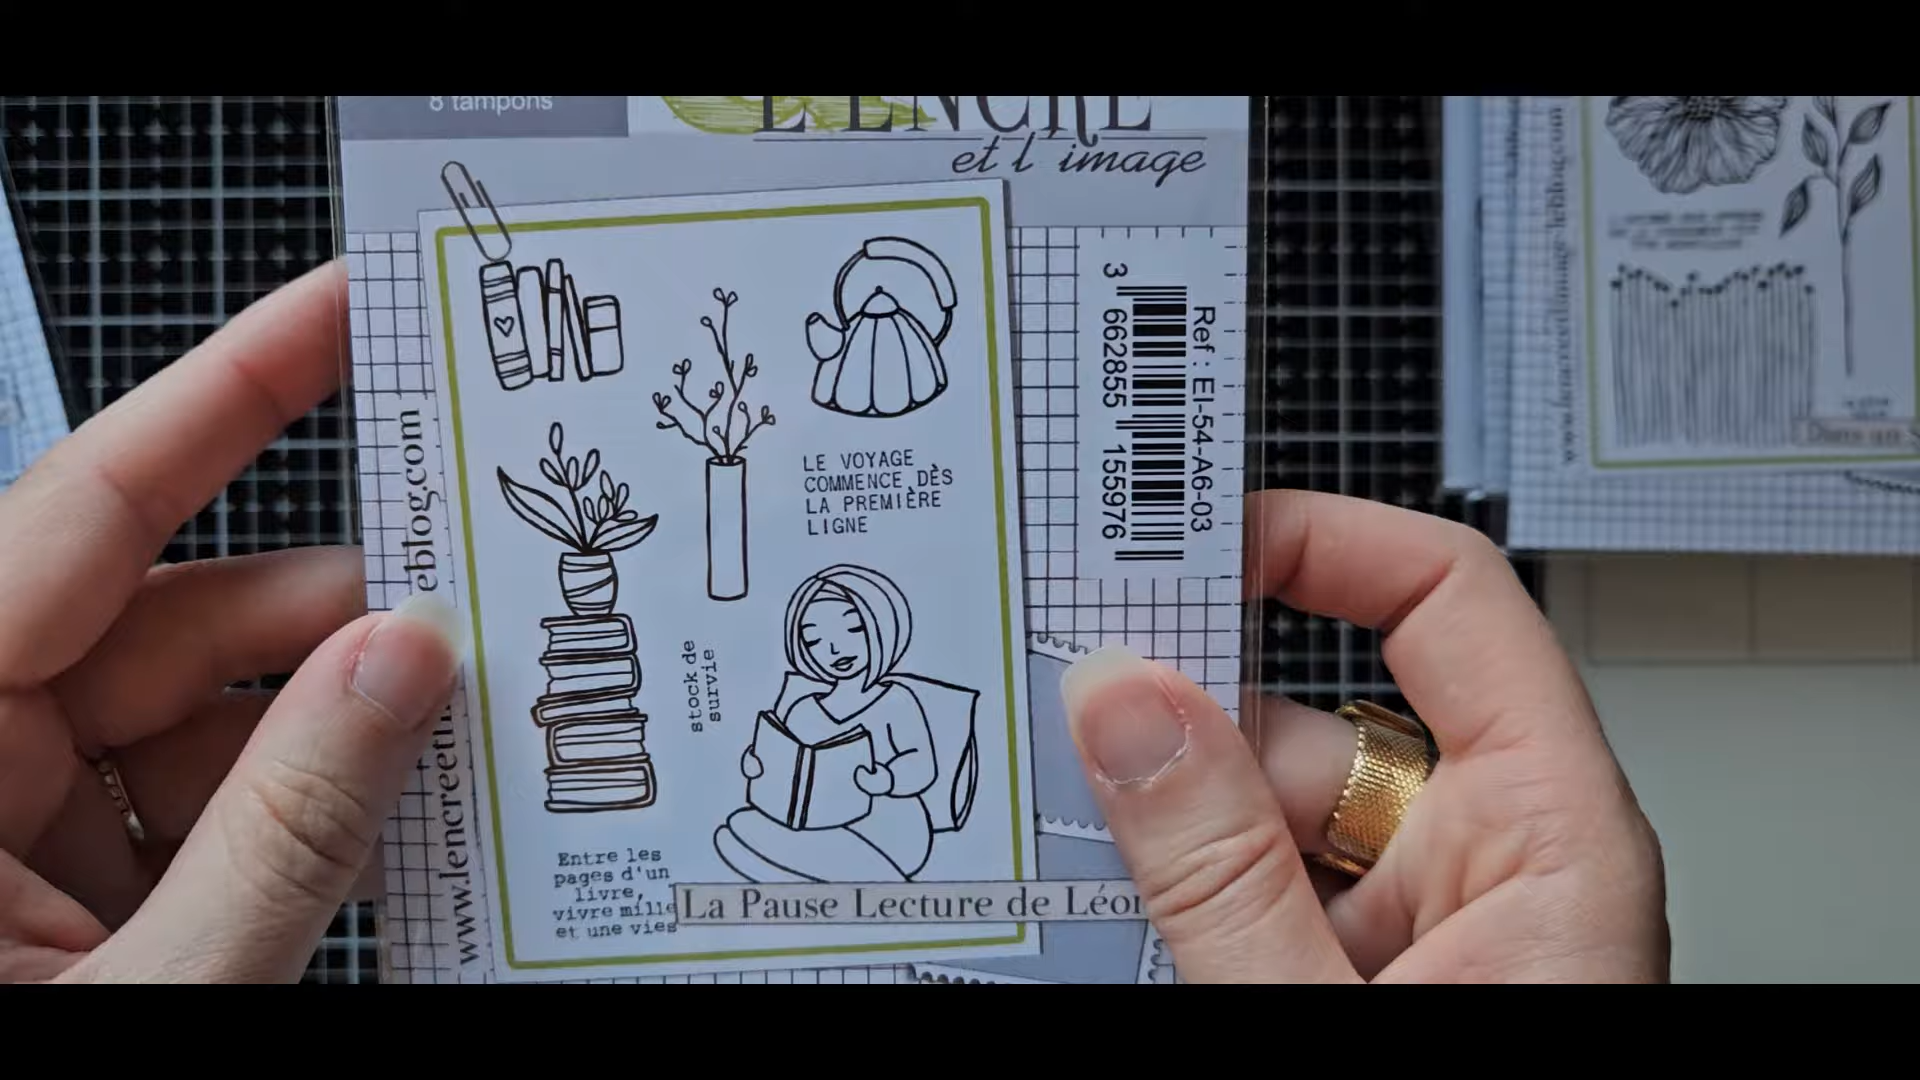 8 tampons
L'ENCRE
et l'image
Ref : EI-54-A6-03
3 662855 155976
LE VOYAGE
COMMENCE DÈS
LA PREMIÈRE
LIGNE
stock de
survie
Entre les
pages d'un
livre,
vivre mille
et une vies
La Pause Lecture de Léon
www.lencreetl
eblog.com